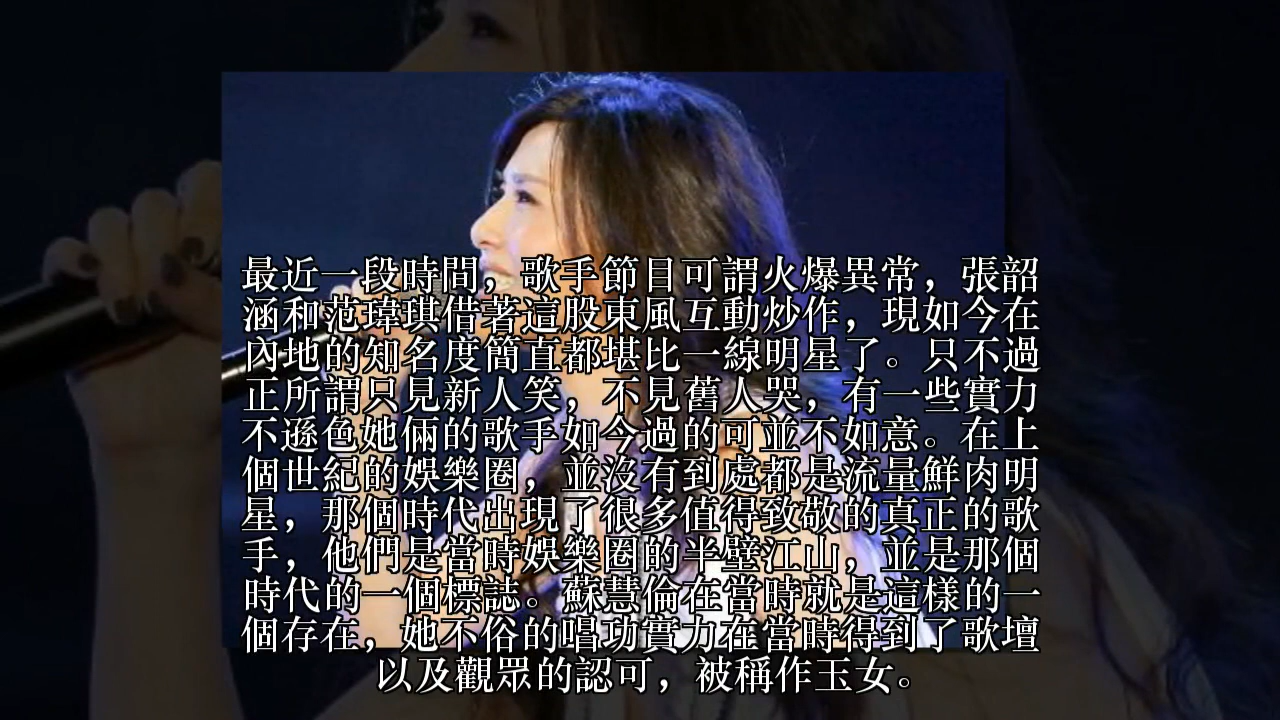 最近一段時間，歌手節目可謂火爆異常，張韶
涵和范瑋琪借著這股東風互動炒作，現如今在
內地的知名度簡直都堪比一線明星了。只不過
正所謂只見新人笑，不見舊人哭，有一些實力
不遜色她倆的歌手如今過的可並不如意。在上
個世紀的娛樂圈，並沒有到處都是流量鮮肉明
星，那個時代出現了很多值得致敬的真正的歌
手，他們是當時娛樂圈的半壁江山，並是那個
時代的一個標誌。蘇慧倫在當時就是這樣的一
個存在，她不俗的唱功實力在當時得到了歌壇
以及觀眾的認可，被稱作玉女。